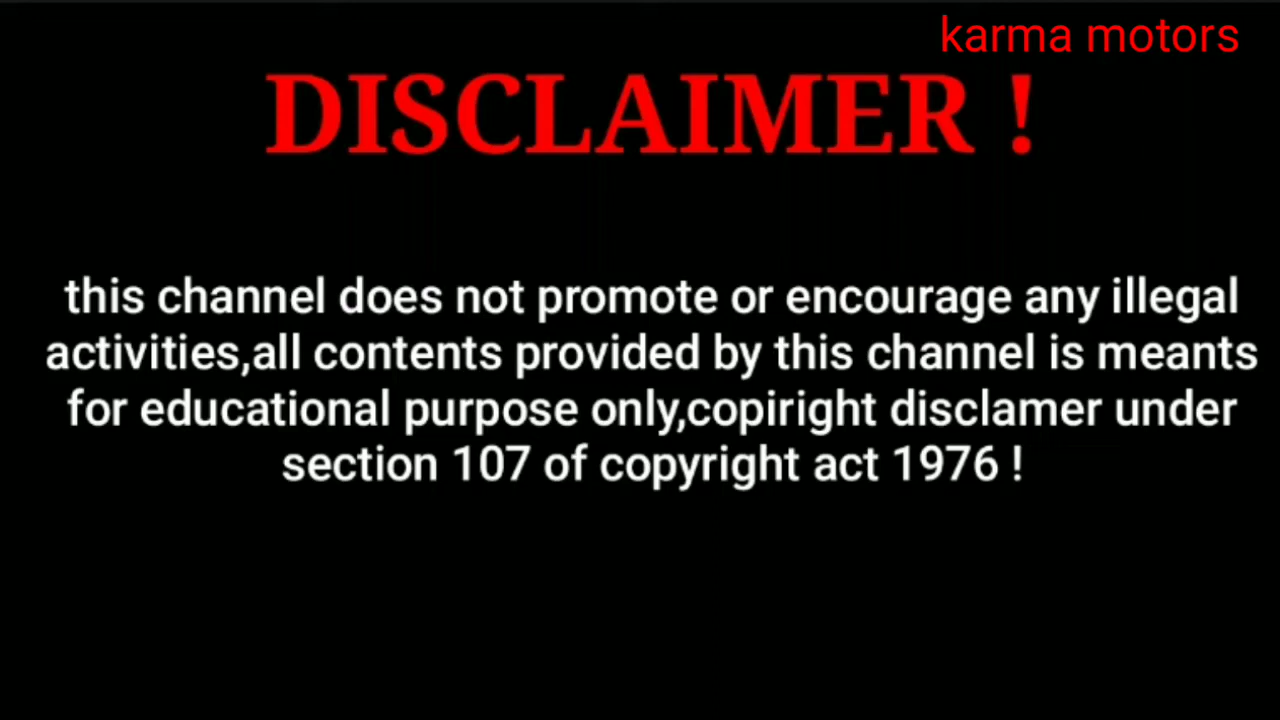 karma motors
DISCLAIMER !
this channel does not promote or encourage any illegal
activities,all contents provided by this channel is meants
for educational purpose only,copiright disclamer under
section 107 of copyright act 1976 !